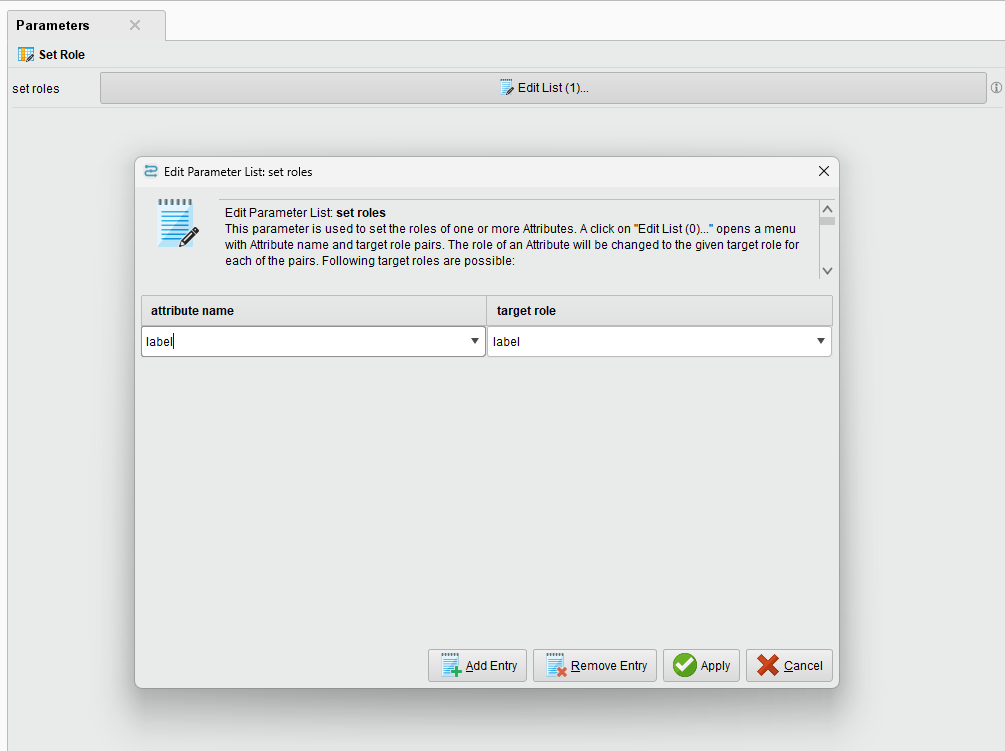 Parameters
Set Role
set roles
Edit List (1)...
Edit Parameter List: set roles
Edit Parameter List: set roles
This parameter is used to set the roles of one or more Attributes. A click on "Edit List (0)..." opens a menu
with Attribute name and target role pairs. The role of an Attribute will be changed to the given target role for
each of the pairs. Following target roles are possible:
attribute name target role
label label
Add Entry Remove Entry Apply Cancel